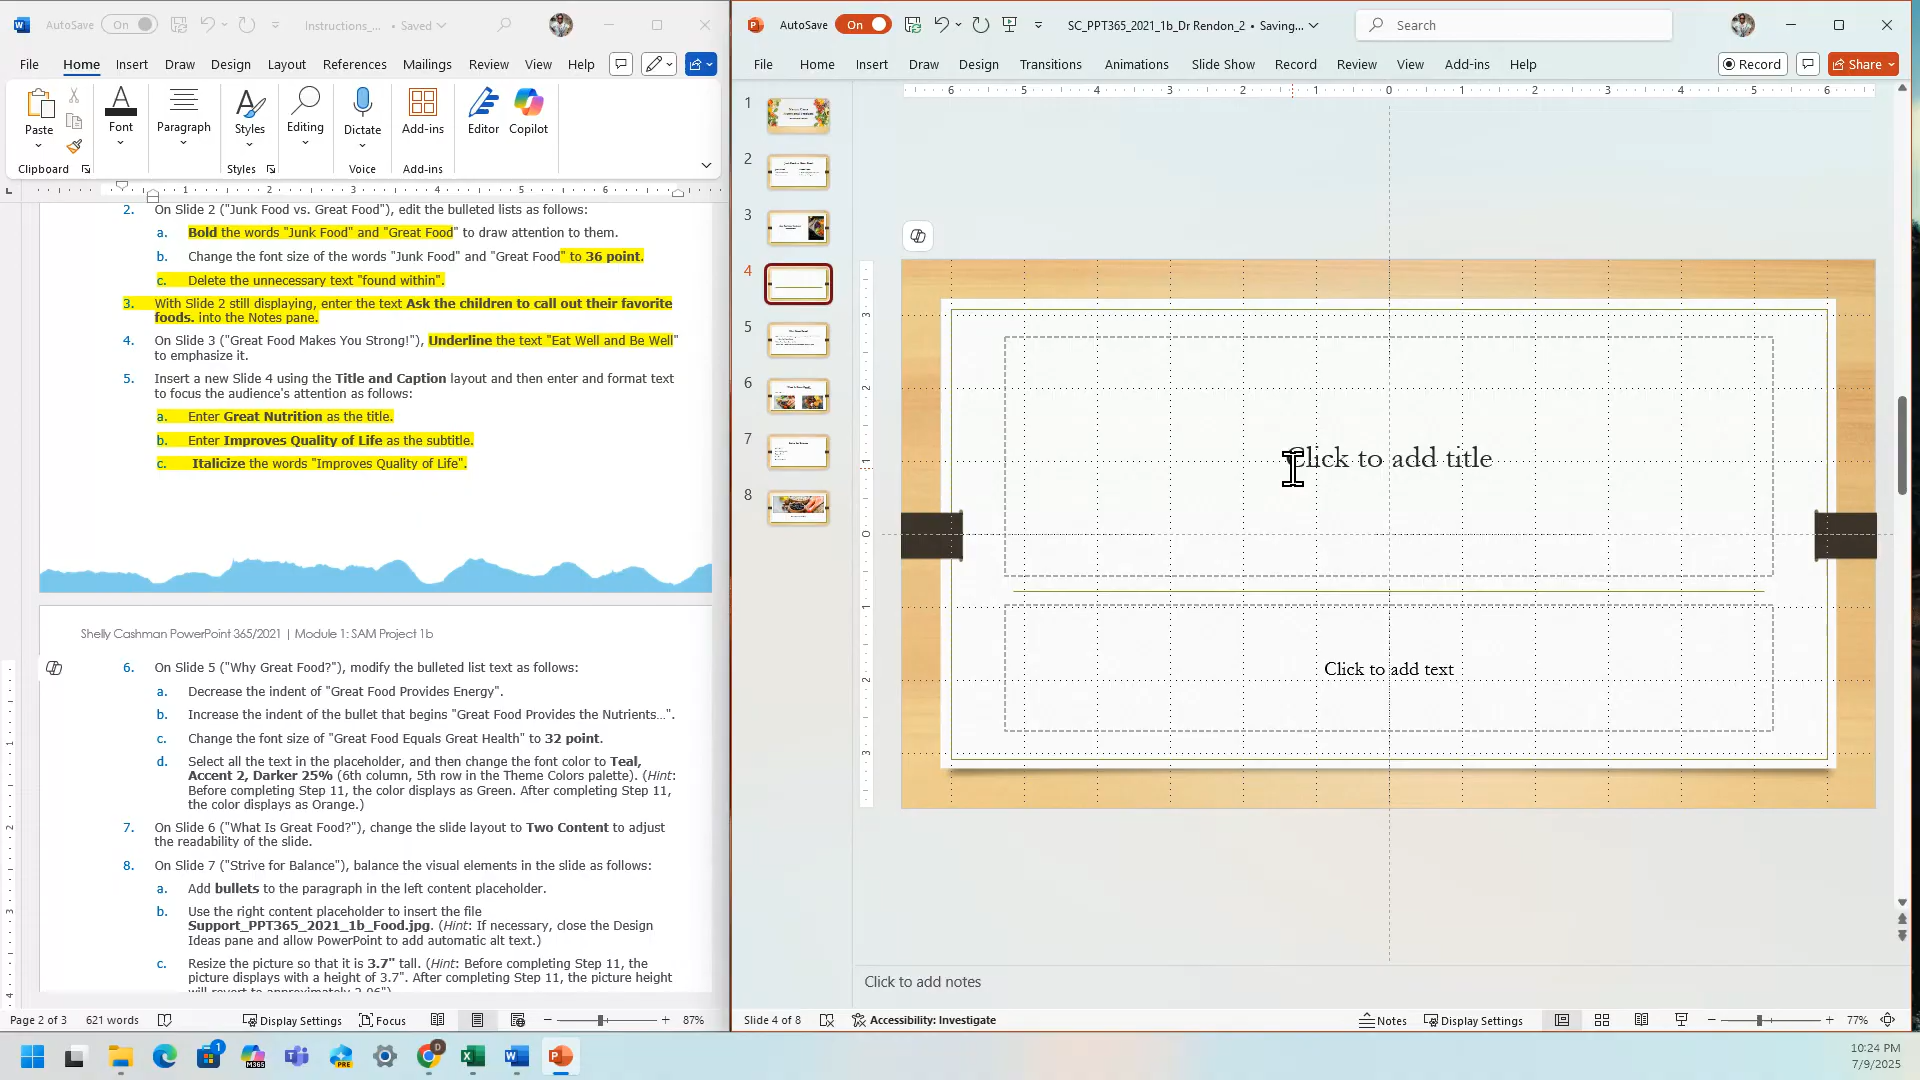 AutoSave On
Instructions_... • Saved
File Home Insert Draw Design Layout References Mailings Review View Help
Paste
Font
Paragraph
Styles
Editing
Dictate
Add-ins
Editor
Copilot
Clipboard
Styles
Voice
Add-ins
2. On Slide 2 ("Junk Food vs. Great Food"), edit the bulleted lists as follows:
a. Bold the words "Junk Food" and "Great Food" to draw attention to them.
b. Change the font size of the words "Junk Food" and "Great Food" to 36 point.
c. Delete the unnecessary text "found within".
3. With Slide 2 still displaying, enter the text Ask the children to call out their favorite
foods. into the Notes pane.
4. On Slide 3 ("Great Food Makes You Strong!"), Underline the text "Eat Well and Be Well"
to emphasize it.
5. Insert a new Slide 4 using the Title and Caption layout and then enter and format text
to focus the audience's attention as follows:
a. Enter Great Nutrition as the title.
b. Enter Improves Quality of Life as the subtitle.
c. Italicize the words "Improves Quality of Life".
Shelly Cashman PowerPoint 365/2021 | Module 1: SAM Project 1b
6. On Slide 5 ("Why Great Food?"), modify the bulleted list text as follows:
a. Decrease the indent of "Great Food Provides Energy".
b. Increase the indent of the bullet that begins "Great Food Provides the Nutrients...".
c. Change the font size of "Great Food Equals Great Health" to 32 point.
d. Select all the text in the placeholder, and then change the font color to Teal,
Accent 2, Darker 25% (6th column, 5th row in the Theme Colors palette). (Hint:
Before completing Step 11, the color displays as Green. After completing Step 11,
the color displays as Orange.)
7. On Slide 6 ("What Is Great Food?"), change the slide layout to Two Content to adjust
the readability of the slide.
8. On Slide 7 ("Strive for Balance"), balance the visual elements in the slide as follows:
a. Add bullets to the paragraph in the left content placeholder.
b. Use the right content placeholder to insert the file
Support_PPT365_2021_1b_Food.jpg. (Hint: If necessary, close the Design
Ideas pane and allow PowerPoint to add automatic alt text.)
c. Resize the picture so that it is 3.7" tall. (Hint: Before completing Step 11, the
picture displays with a height of 3.7". After completing Step 11, the picture height
Page 2 of 3 621 words Display Settings Focus 87%
AutoSave On
SC_PPT365_2021_1b_Dr Rendon_2 • Saving...
Search
File Home Insert Draw Design Transitions Animations Slide Show Record Review View Add-ins Help
Record
Share
1
2
3
4
5
6
7
8
Click to add title
Click to add text
Click to add notes
Slide 4 of 8 Accessibility: Investigate Notes Display Settings 77%
10:24 PM
7/9/2025